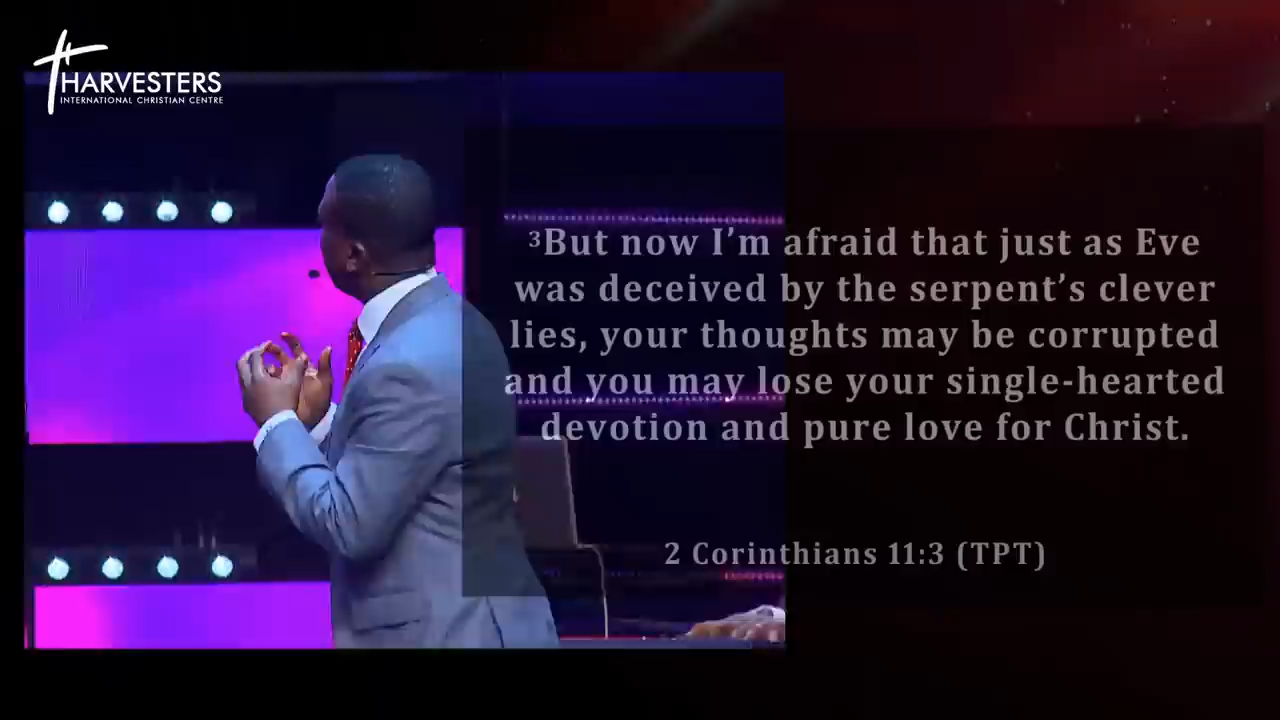 HARVESTERS
INTERNATIONAL CHRISTIAN CENTRE
³But now I’m afraid that just as Eve
was deceived by the serpent’s clever
lies, your thoughts may be corrupted
and you may lose your single-hearted
devotion and pure love for Christ.
2 Corinthians 11:3 (TPT)